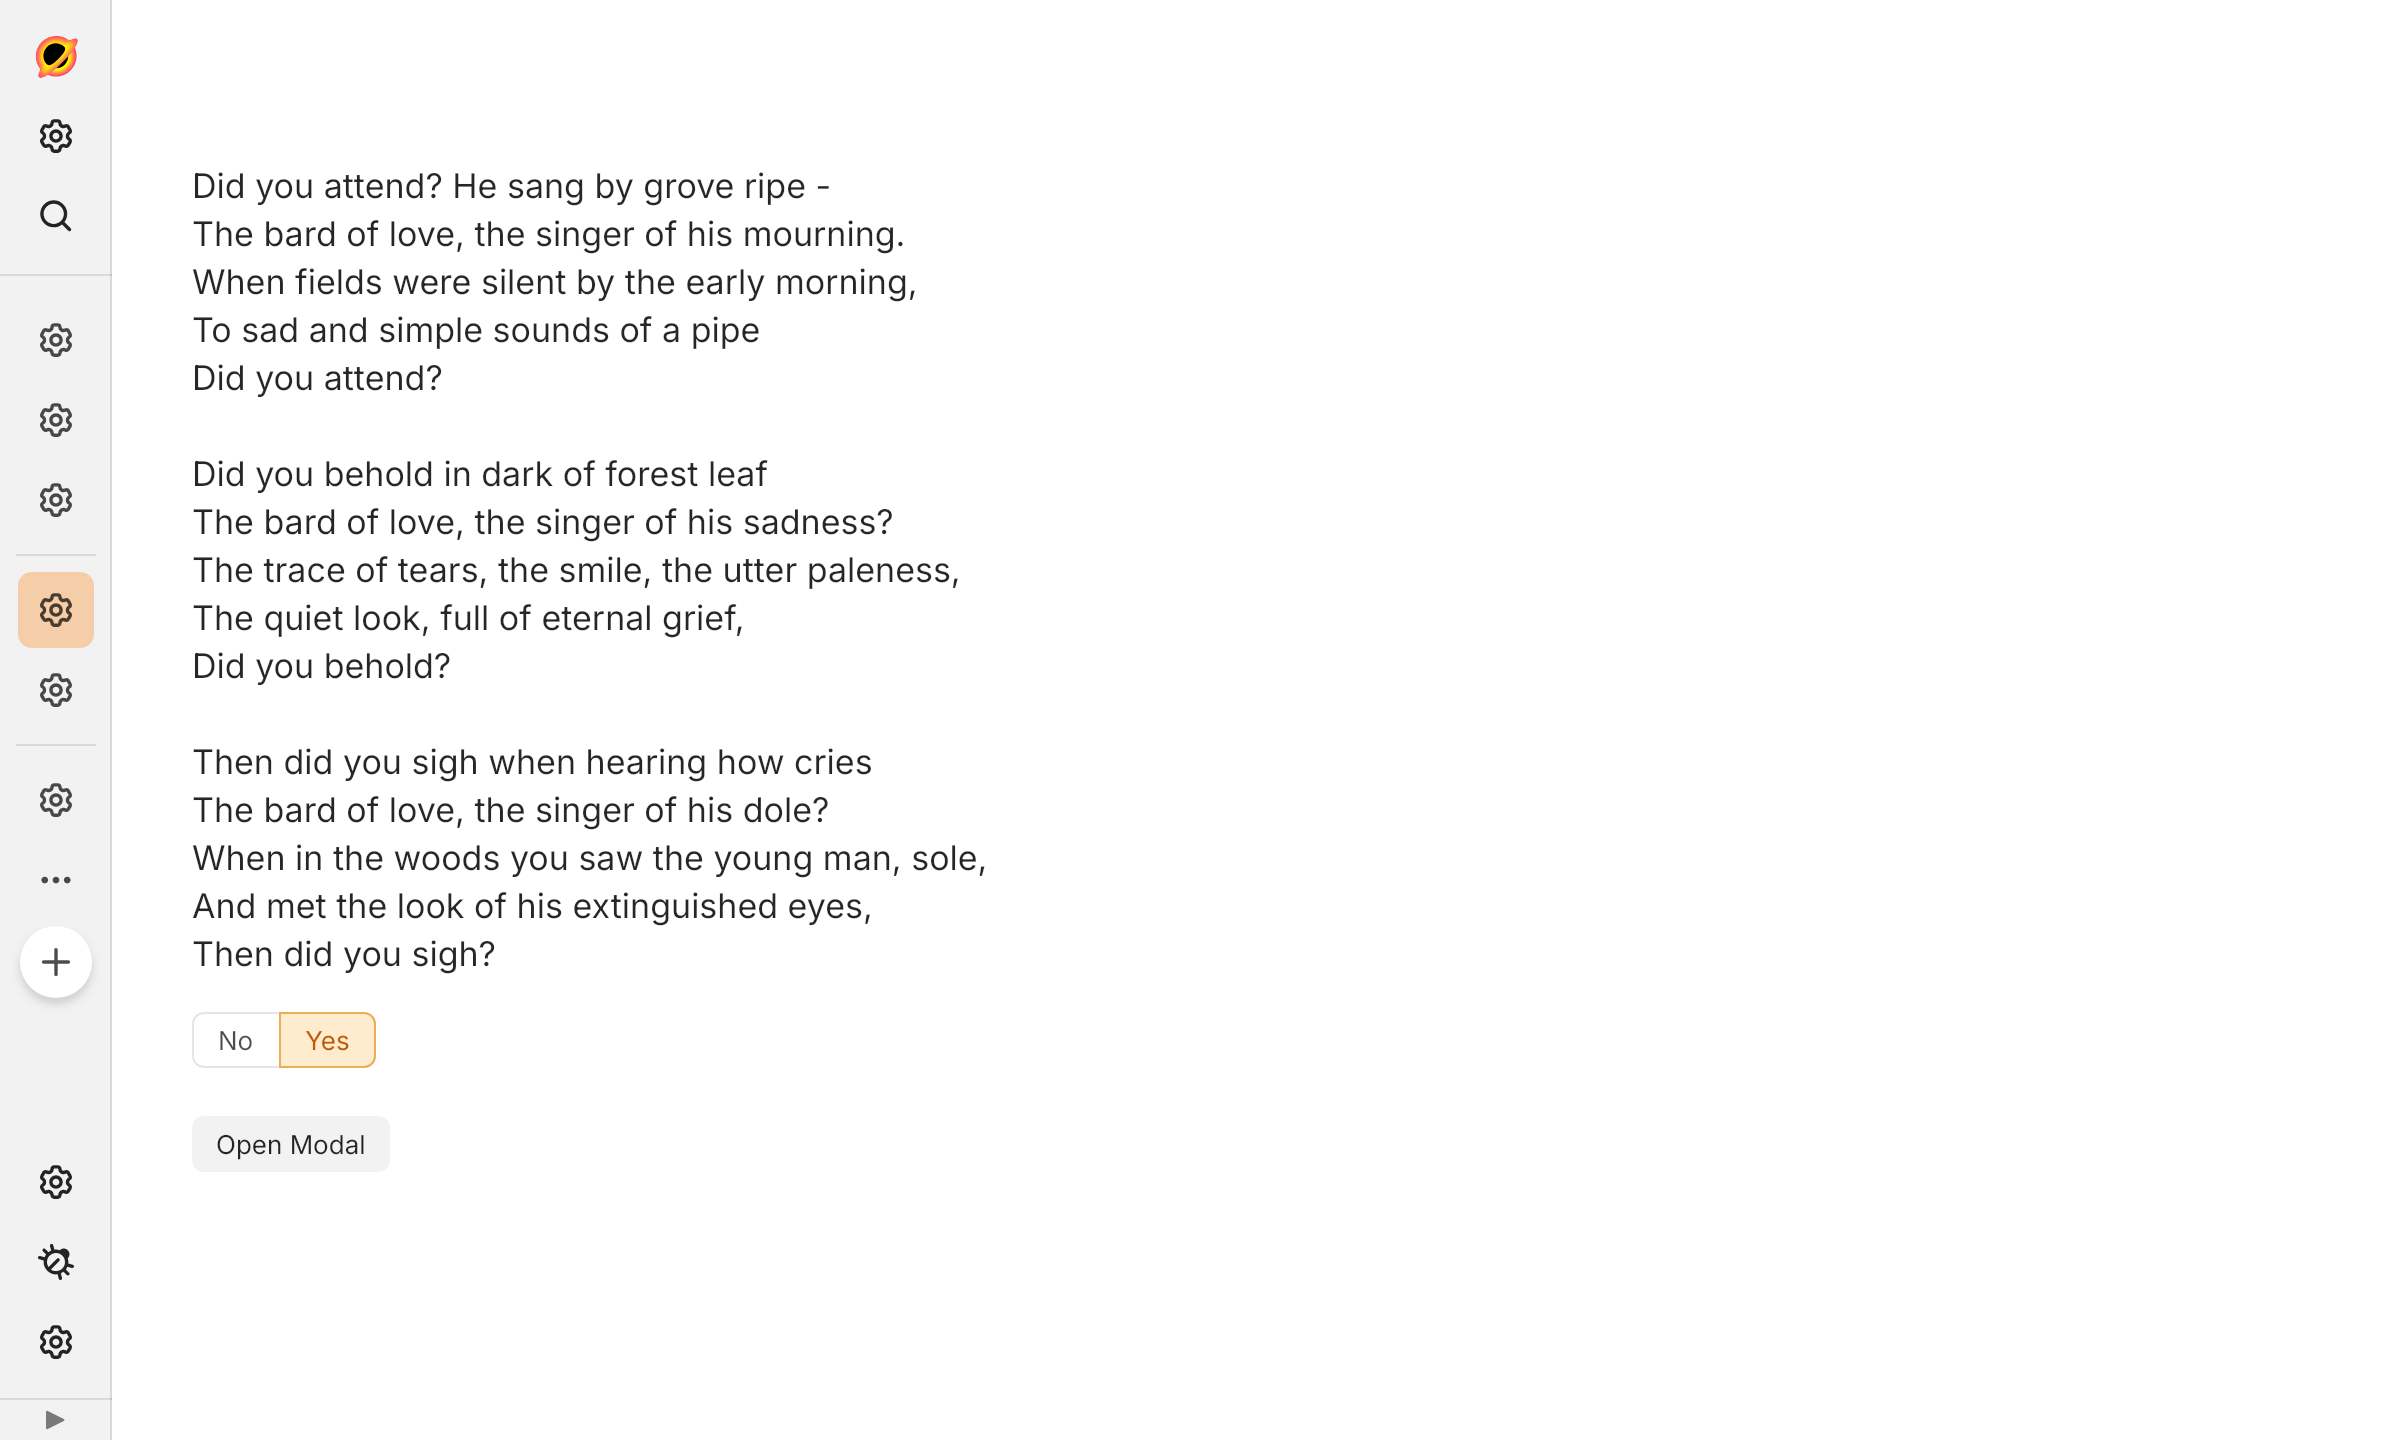 Did you attend? He sang by grove ripe -
The bard of love, the singer of his mourning.
When fields were silent by the early morning,
To sad and simple sounds of a pipe
Did you attend?
Did you behold in dark of forest leaf
The bard of love, the singer of his sadness?
The trace of tears, the smile, the utter paleness,
The quiet look, full of eternal grief,
Did you behold?
Then did you sigh when hearing how cries
The bard of love, the singer of his dole?
When in the woods you saw the young man, sole,
And met the look of his extinguished eyes,
Then did you sigh?
No Yes
Open Modal